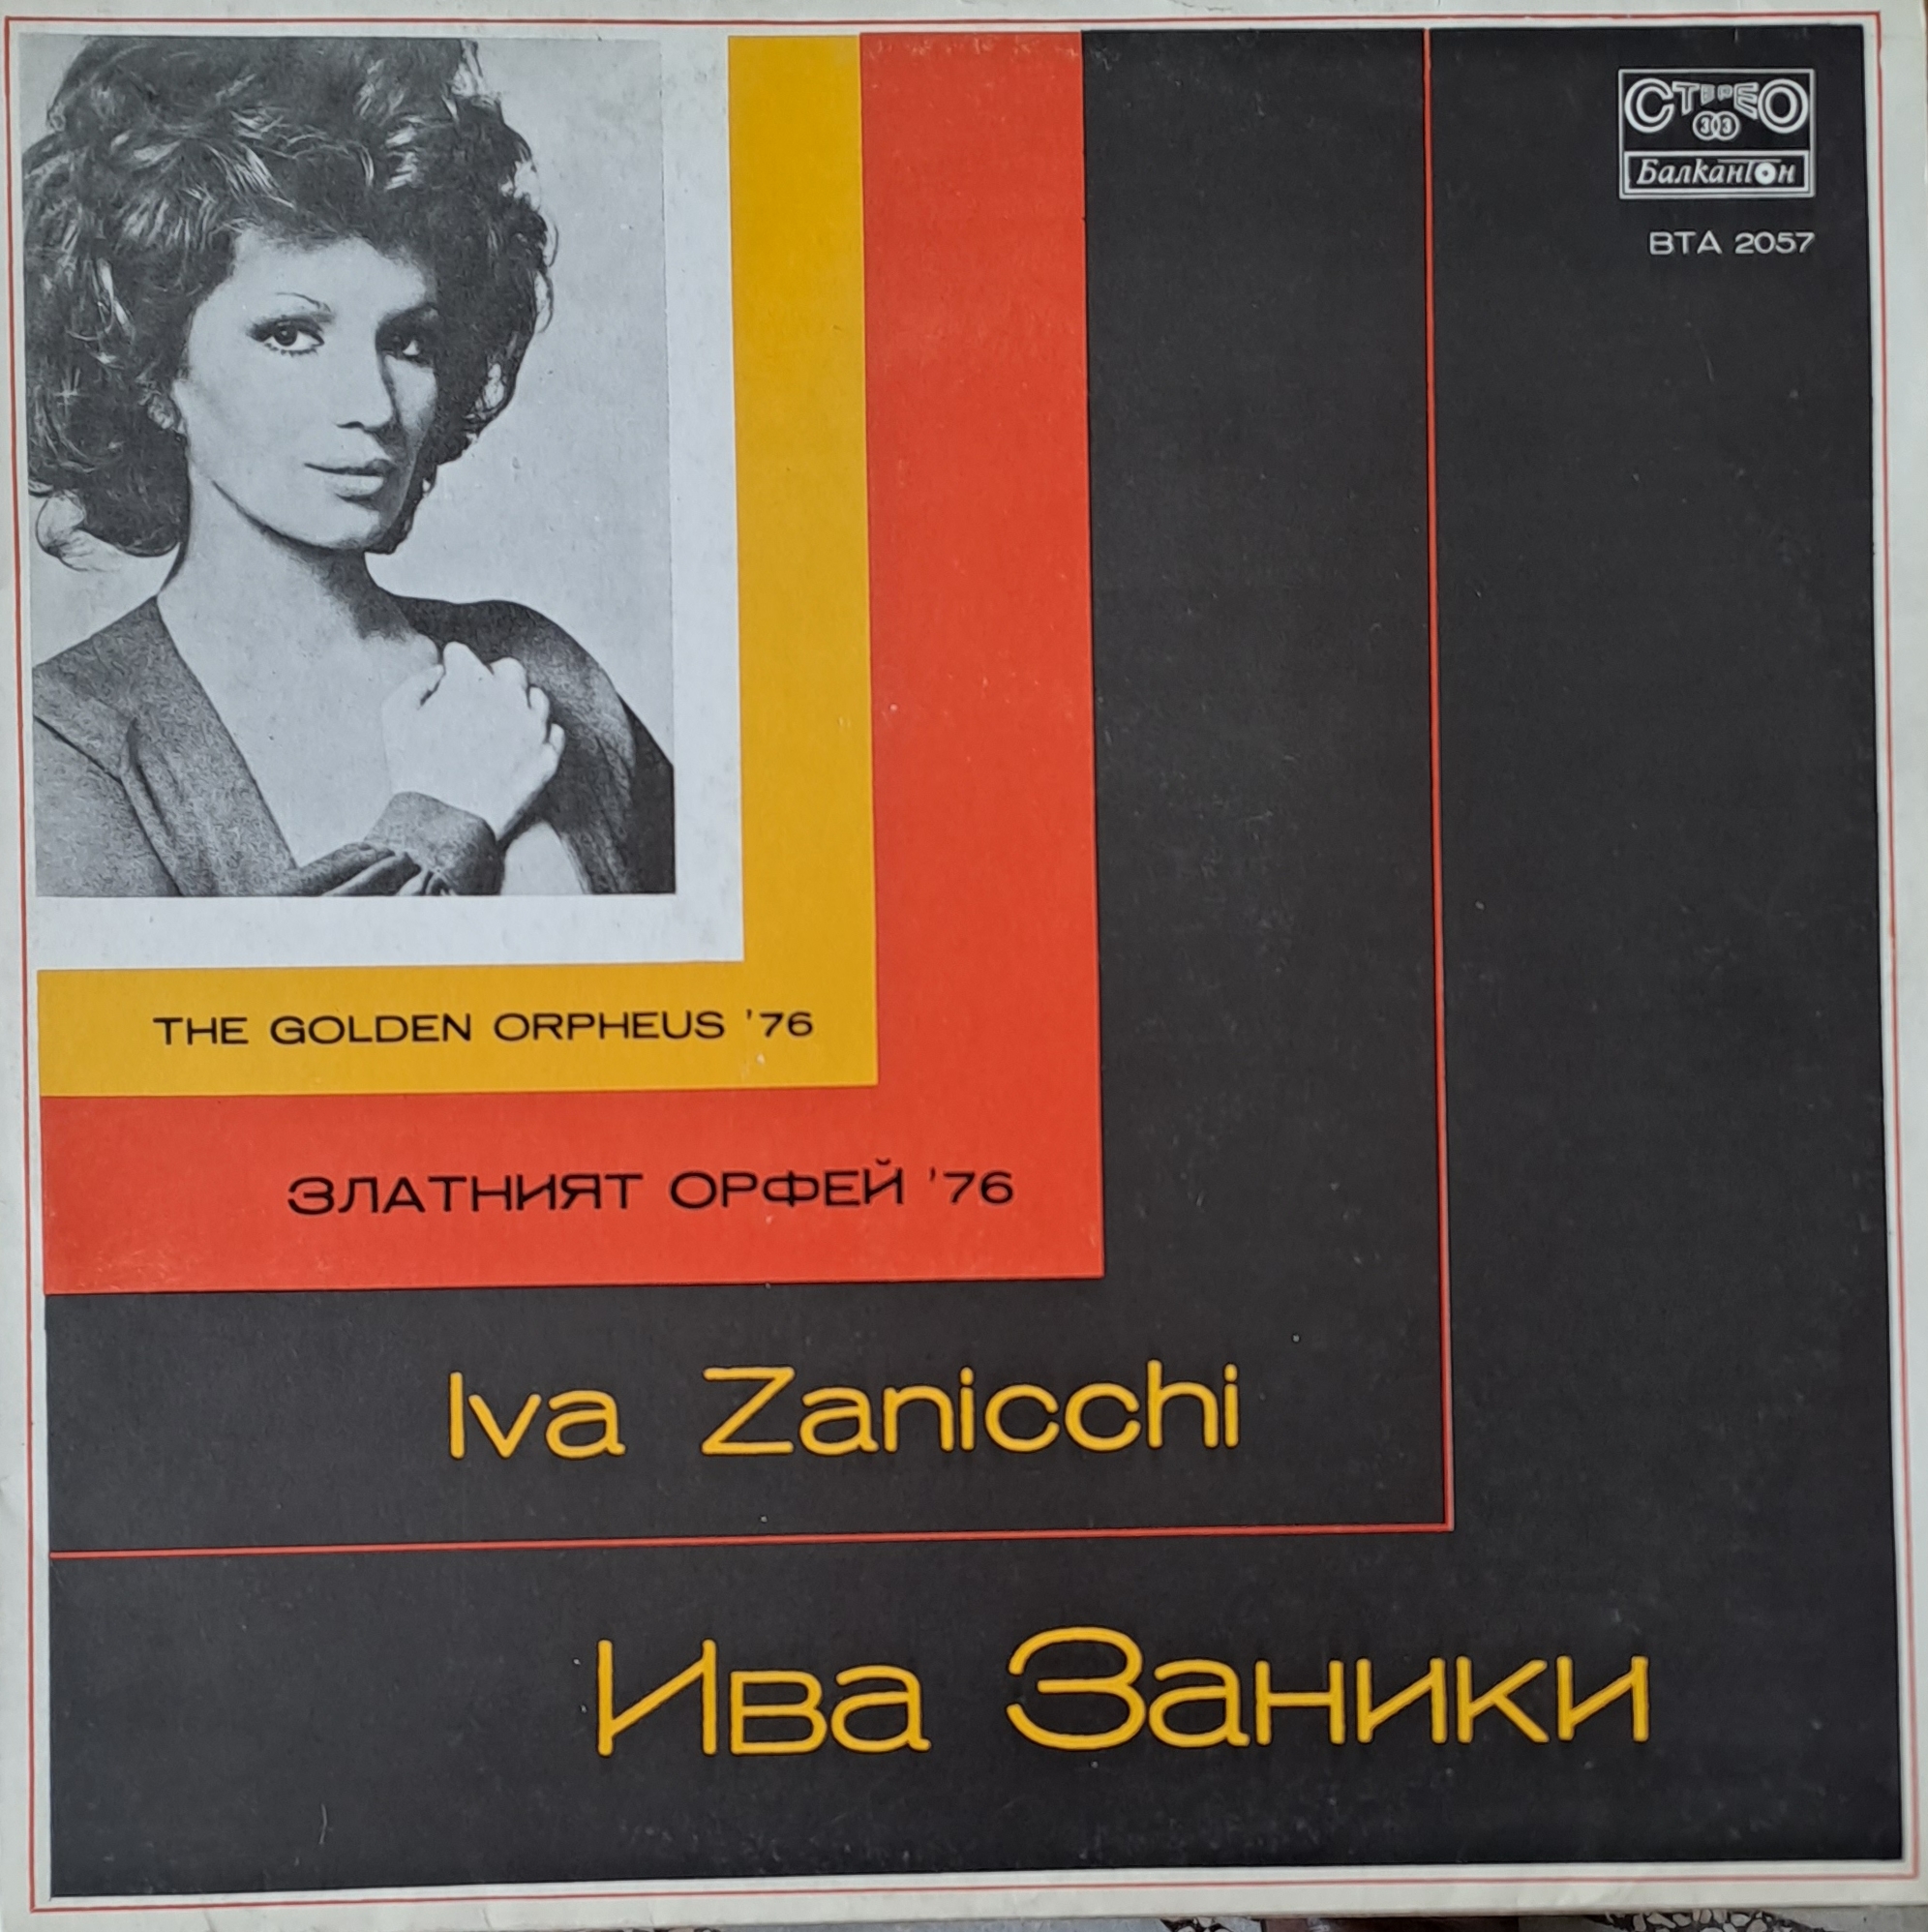 СТЕРЕО
33
Балкантон
ВТА 2057
THE GOLDEN ORPHEUS '76
ЗЛАТНИЯТ ОРФЕЙ '76
Iva Zanicchi
Ива Заники